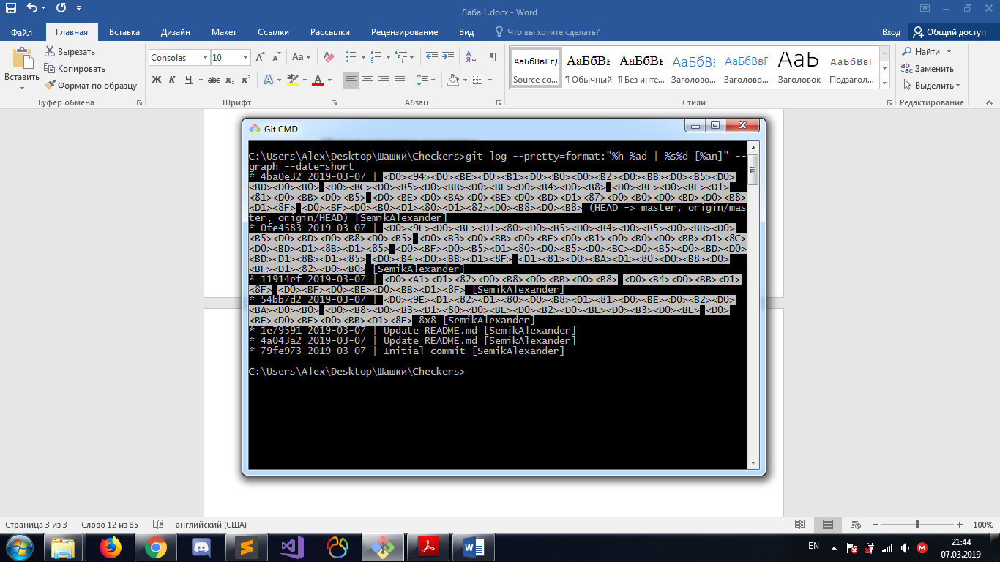 Лаба 1.docx - Word
Файл Главная Вставка Дизайн Макет Ссылки Рассылки Рецензирование Вид Что вы хотите сделать? Вход Общий доступ
Вставить
Вырезать
Копировать
Формат по образцу
Буфер обмена
Consolas 10
Ж К Ч abc x₂ x²
Шрифт
Абзац
АаБбВвГгД АаБбВв АаБбВв АаБбВ АаБбВвГ АаБ АаБбВвГ
Source co... ¶ Обычный ¶ Без инте... Заголово... Заголово... Заголовок Подзагол...
Стили
Найти
Заменить
Выделить
Редактирование
Git CMD
C:\Users\Alex\Desktop\Шашки\Checkers>git log --pretty=format:"%h %ad | %s%d [%an]" --
graph --date=short
* 4ba0e32 2019-03-07 | <D0><94><D0><BE><D0><B1><D0><B0><D0><B2><D0><BB><D0><B5><D0>
<BD><D0><B0> <D0><BC><D0><B5><D0><BB><D0><BE><D0><B4><D0><B8> <D0><BF><D0><BE><D1>
<81><D0><BB><D0><B5> <D0><BE><D0><BA><D0><BE><D0><BD><D1><87><D0><B0><D0><BD><D0><B8>
<D1><8F> <D0><BF><D0><B0><D1><80><D1><82><D0><B8><D0><B8> (HEAD -> master, origin/mas
ter, origin/HEAD) [SemikAlexander]
* 0fe4583 2019-03-07 | <D0><9E><D0><BF><D1><80><D0><B5><D0><B4><D0><B5><D0><BB><D0>
<B5><D0><BD><D0><B8><D0><B5> <D0><B3><D0><BB><D0><BE><D0><B1><D0><B0><D0><BB><D1><8C>
<D0><BD><D1><8B><D1><85> <D0><BF><D0><B5><D1><80><D0><B5><D0><BC><D0><B5><D0><BD><D0>
<BD><D1><8B><D1><85> <D0><B4><D0><BB><D1><8F> <D1><81><D0><BA><D1><80><D0><B8><D0>
<BF><D1><82><D0><B0> [SemikAlexander]
* 11914ef 2019-03-07 | <D0><A1><D1><82><D0><B8><D0><BB><D0><B8> <D0><B4><D0><BB><D1>
<8F> <D0><BF><D0><BE><D0><BB><D1><8F> [SemikAlexander]
* 54bb7d2 2019-03-07 | <D0><9E><D1><82><D1><80><D0><B8><D1><81><D0><BE><D0><B2><D0>
<BA><D0><B0> <D0><B8><D0><B3><D1><80><D0><BE><D0><B2><D0><BE><D0><B3><D0><BE> <D0>
<BF><D0><BE><D0><BB><D1><8F> 8x8 [SemikAlexander]
* 1e79591 2019-03-07 | Update README.md [SemikAlexander]
* 4a043a2 2019-03-07 | Update README.md [SemikAlexander]
* 79fe973 2019-03-07 | Initial commit [SemikAlexander]
C:\Users\Alex\Desktop\Шашки\Checkers>
Страница 3 из 3 Слово 12 из 85 английский (США) 100%
EN
21:44
07.03.2019